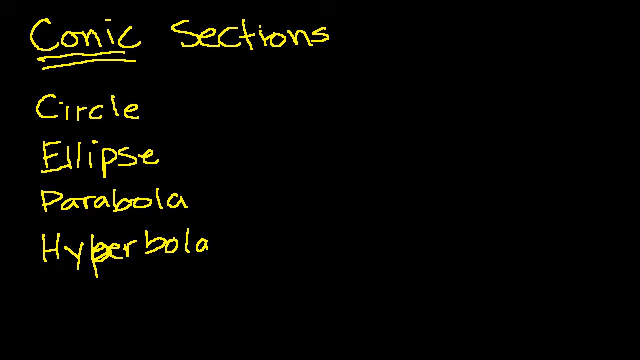 Conic Sections
Circle
Ellipse
Parabola
Hyperbola